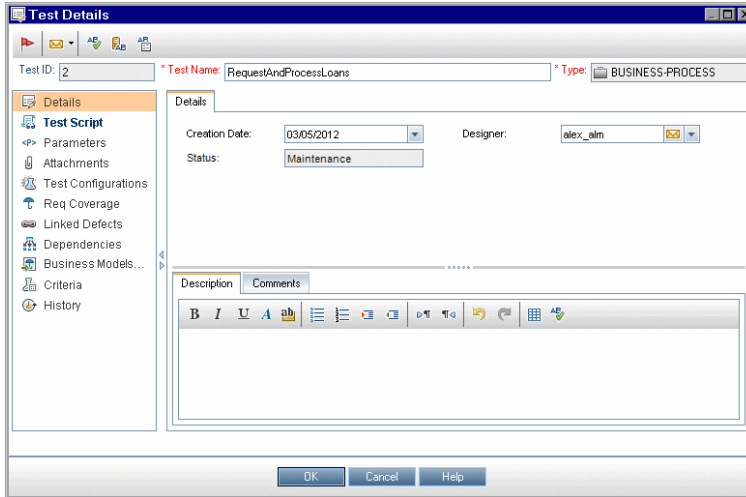 Test Details
Test ID: 2 * Test Name: RequestAndProcessLoans * Type: BUSINESS-PROCESS
Details
Test Script
<P> Parameters
Attachments
Test Configurations
Req Coverage
Linked Defects
Dependencies
Business Models...
Criteria
History
Details
Creation Date: 03/05/2012 Designer: alex_alm
Status: Maintenance
Description Comments
B I U A ab
OK Cancel Help